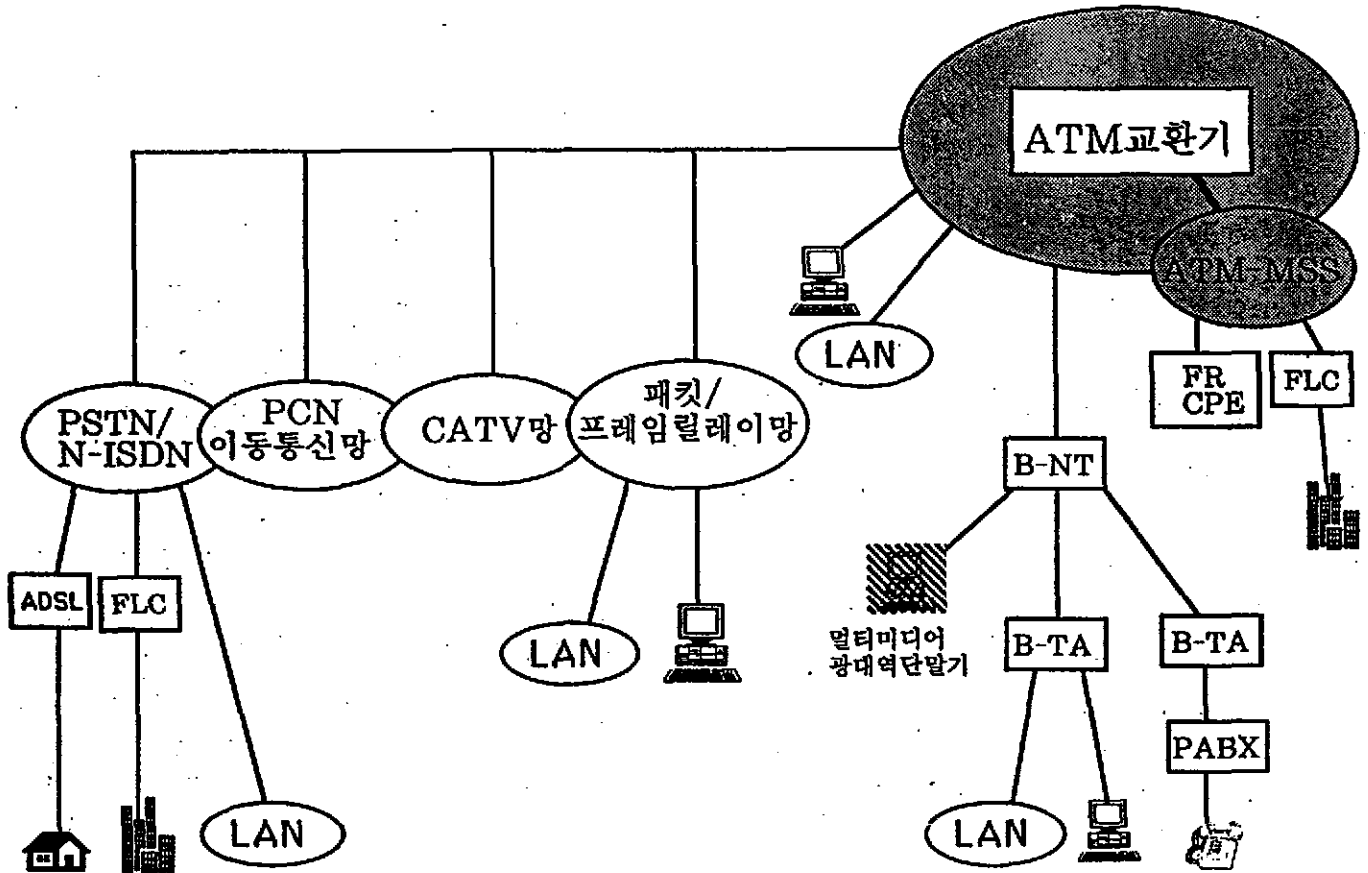 ATM교환기
ATM-MSS
LAN
FR
CPE
FLC
PSTN/
N-ISDN
PCN
이동통신망
CATV망
패킷/
프레임릴레이망
B-NT
ADSL
FLC
LAN
멀티미디어
광대역단말기
B-TA
B-TA
PABX
LAN
LAN